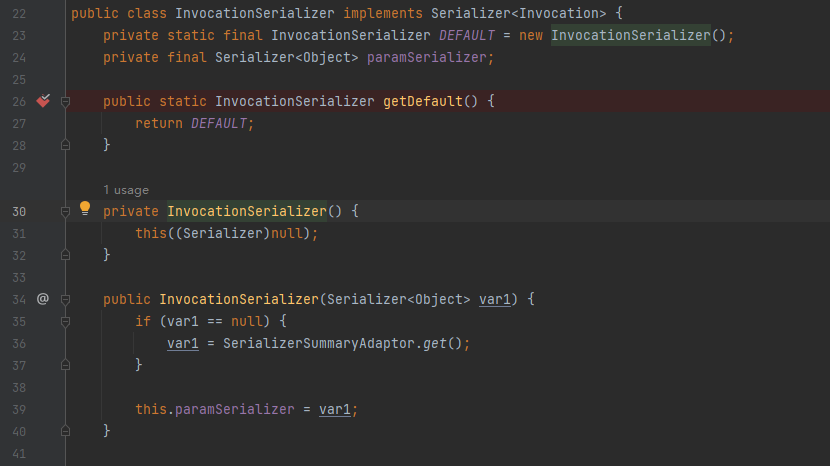 22 public class InvocationSerializer implements Serializer<Invocation> {
23 private static final InvocationSerializer DEFAULT = new InvocationSerializer();
24 private final Serializer<Object> paramSerializer;
25
26 public static InvocationSerializer getDefault() {
27 return DEFAULT;
28 }
29
1 usage
30 private InvocationSerializer() {
31 this((Serializer)null);
32 }
33
34 @ public InvocationSerializer(Serializer<Object> var1) {
35 if (var1 == null) {
36 var1 = SerializerSummaryAdaptor.get();
37 }
38
39 this.paramSerializer = var1;
40 }
41